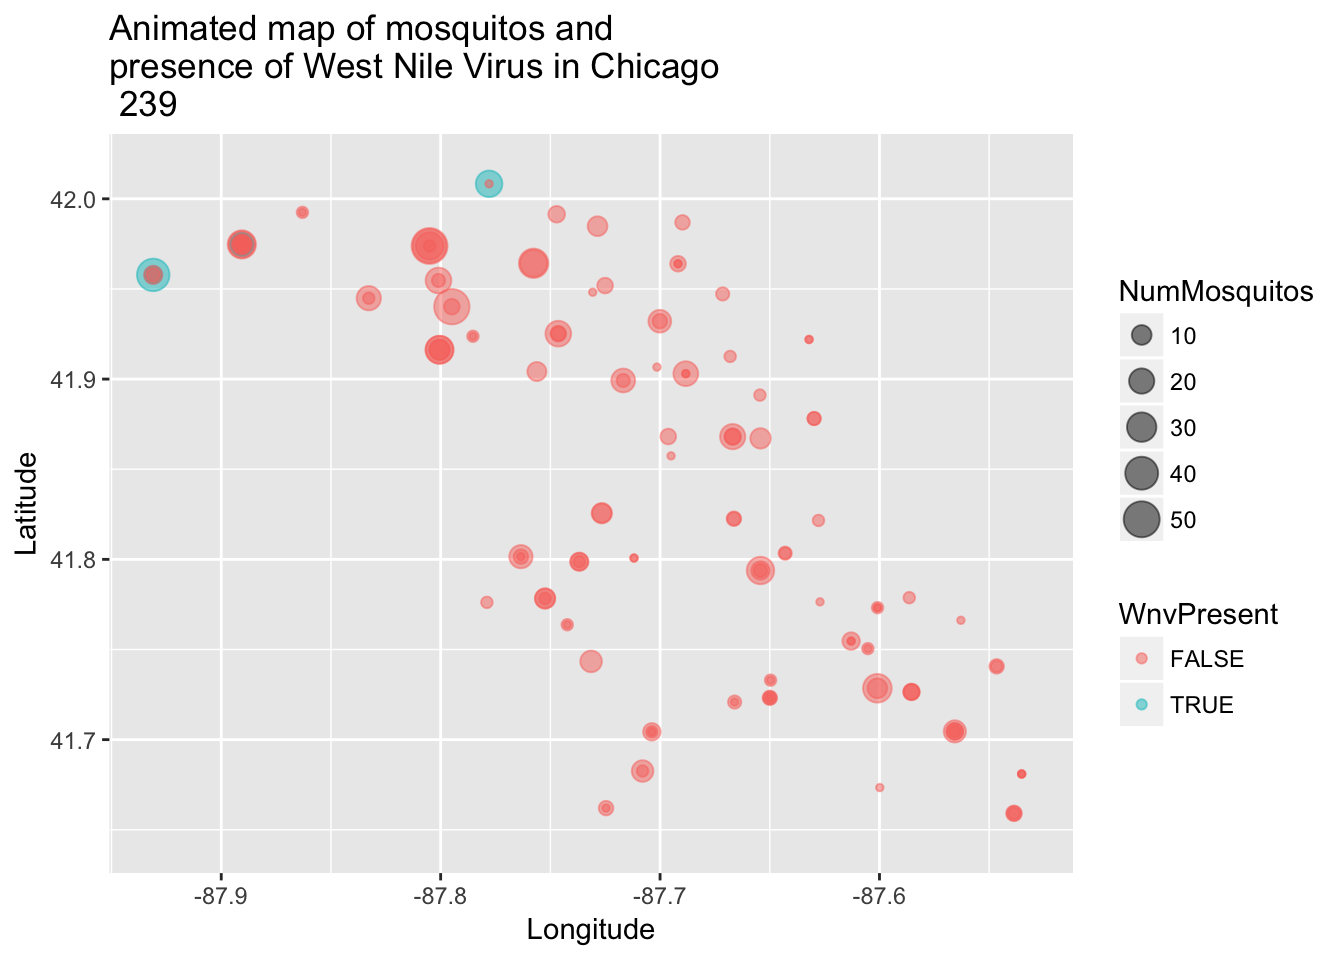 Animated map of mosquitos and
presence of West Nile Virus in Chicago
239
42.0
41.9
41.8
41.7
Latitude
-87.9
-87.8
-87.7
-87.6
Longitude
NumMosquitos
10
20
30
40
50
WnvPresent
FALSE
TRUE